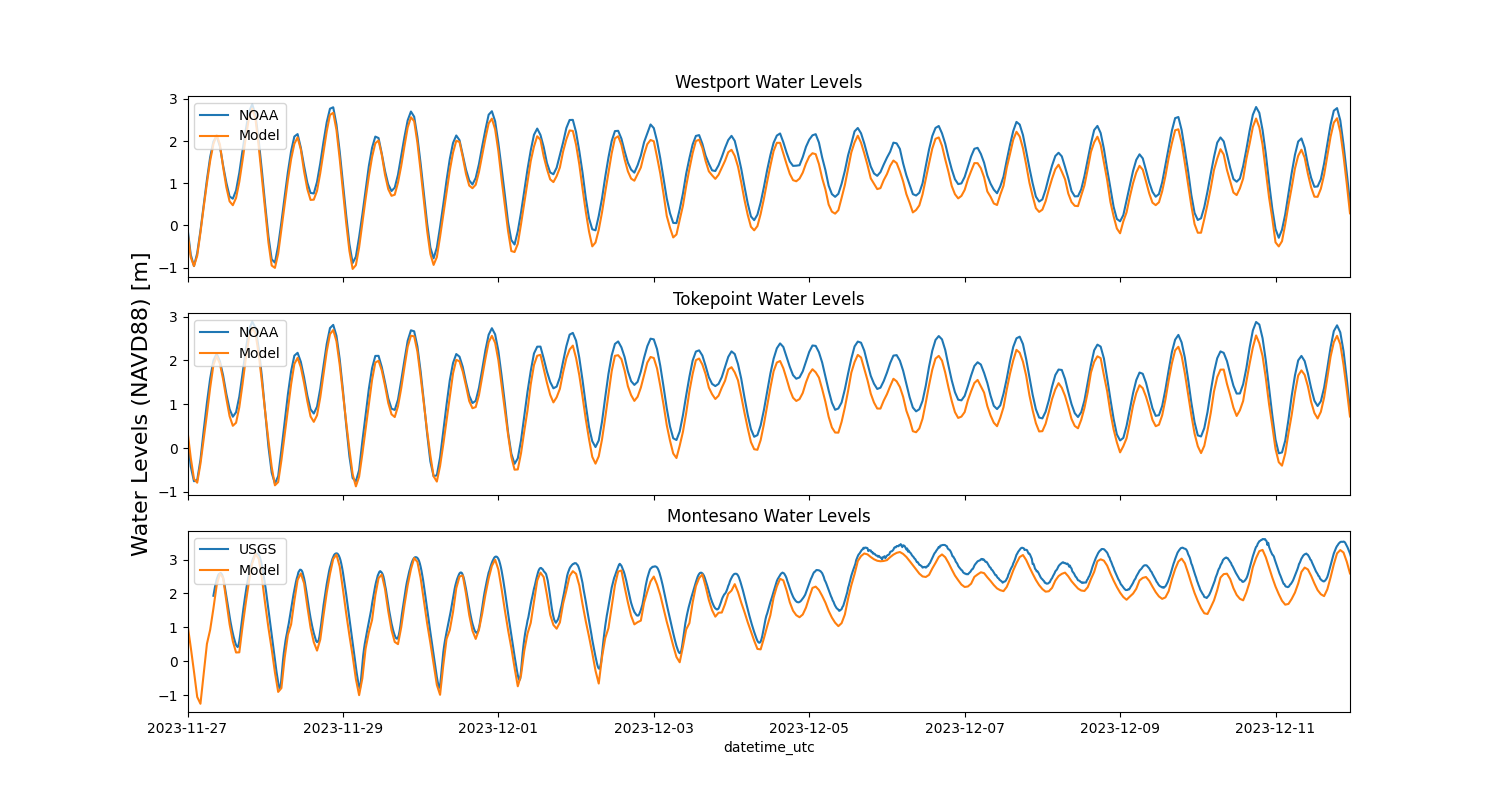 Water Levels (NAVD88) [m]
Westport Water Levels
NOAA
Model
3
2
1
0
−1
Tokepoint Water Levels
NOAA
Model
3
2
1
0
−1
Montesano Water Levels
USGS
Model
3
2
1
0
−1
2023-11-27 2023-11-29 2023-12-01 2023-12-03 2023-12-05 2023-12-07 2023-12-09 2023-12-11
datetime_utc